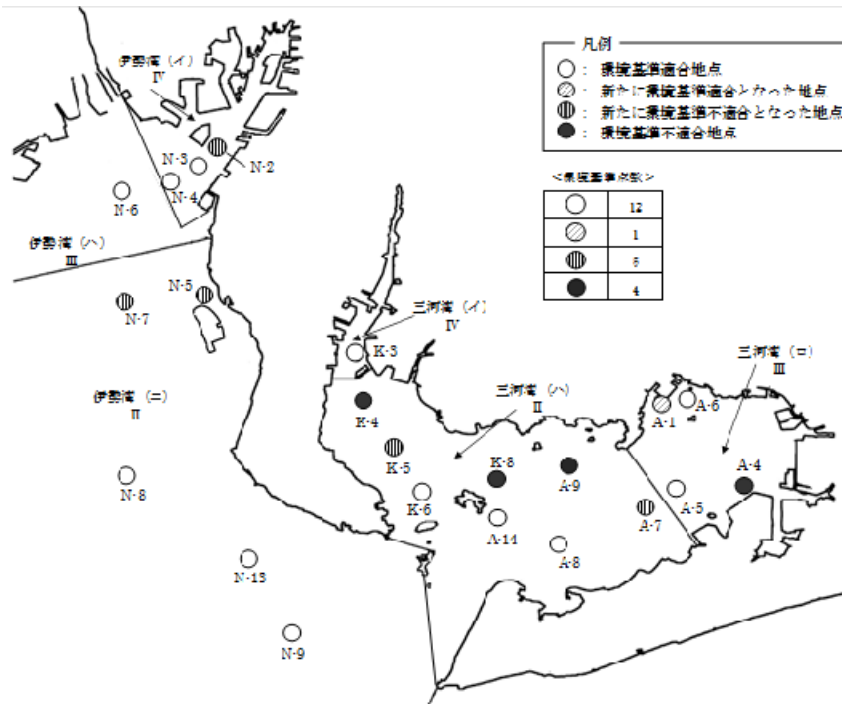 凡例
○ : 環境基準適合地点
: 新たに環境基準適合となった地点
: 新たに環境基準不適合となった地点
● : 環境基準不適合地点
<環境基準点数>
12
1
5
4
伊勢湾 (イ)
Ⅳ
N-3
N-2
N-4
N-6
伊勢湾 (ハ)
Ⅲ
N-5
N-7
三河湾 (イ)
Ⅳ
K-3
三河湾 (ロ)
Ⅲ
伊勢湾 (ニ)
Ⅱ
三河湾 (ハ)
Ⅱ
A-6
A-1
K-4
K-5
K-8
A-9
A-4
N-8
K-6
A-5
A-14
A-7
A-8
N-13
N-9